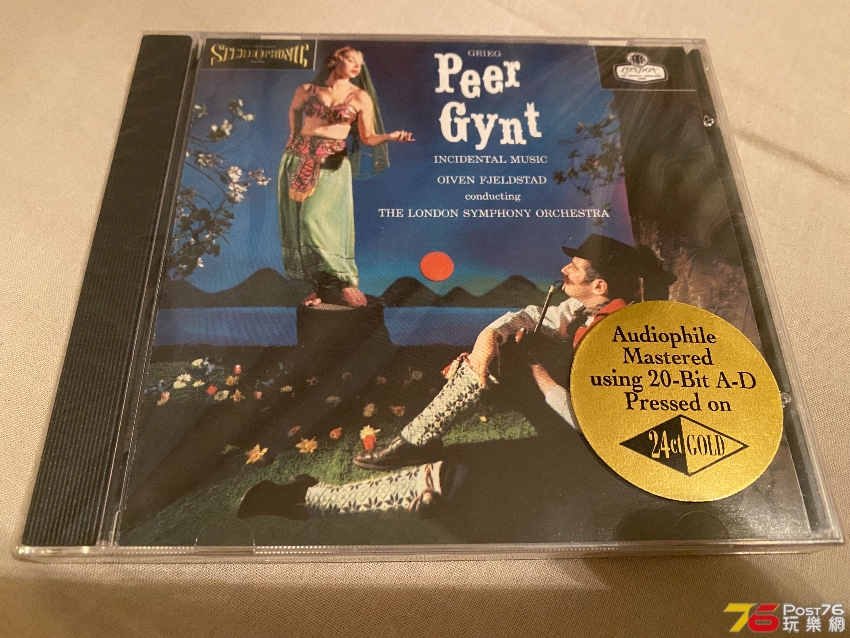 STEREOPHONIC
GRIEG
Peer
Gynt
INCIDENTAL MUSIC
OIVEN FJELDSTAD
conducting
THE LONDON SYMPHONY ORCHESTRA
LONDON
Audiophile
Mastered
using 20-Bit A-D
Pressed on
24ct GOLD
76 Post76
玩樂網